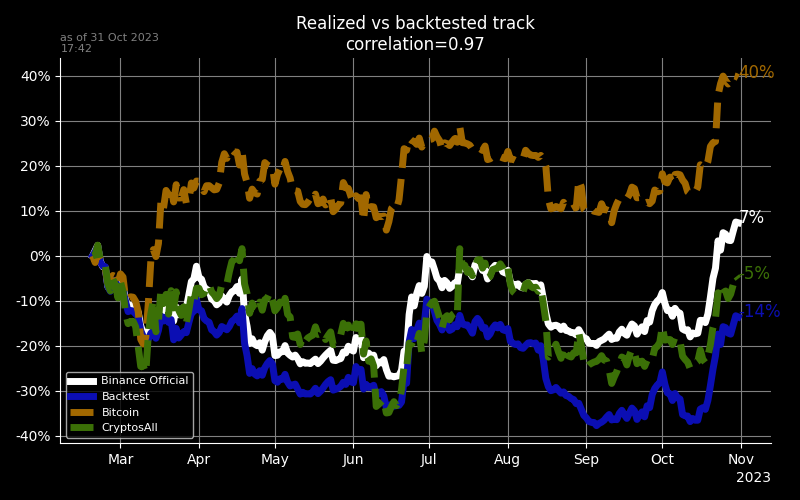 Realized vs backtested track
correlation=0.97
as of 31 Oct 2023
17:42
40%
30%
20%
10%
0%
-10%
-20%
-30%
-40%
40%
7%
-5%
-14%
Binance Official
Backtest
Bitcoin
CryptosAll
Mar Apr May Jun Jul Aug Sep Oct Nov
2023